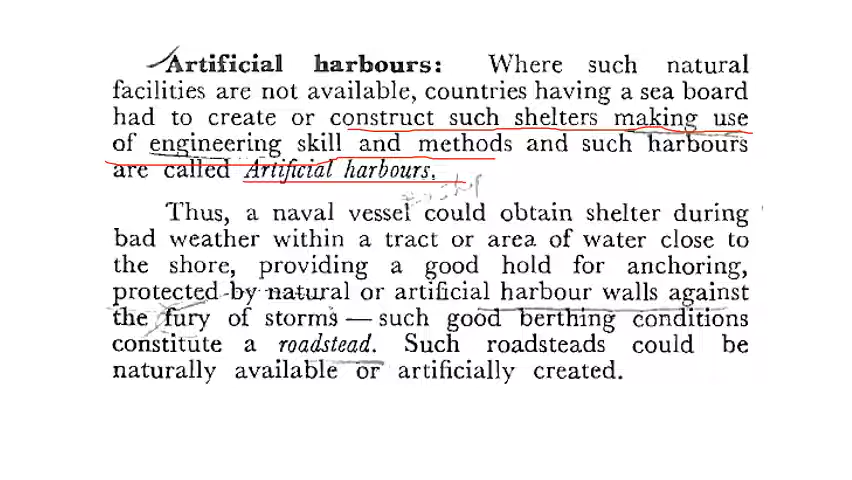 Artificial harbours: Where such natural
facilities are not available, countries having a sea board
had to create or construct such shelters making use
of engineering skill and methods and such harbours
are called Artificial harbours.
Thus, a naval vessel could obtain shelter during
bad weather within a tract or area of water close to
the shore, providing a good hold for anchoring,
protected by natural or artificial harbour walls against
the fury of storms — such good berthing conditions
constitute a roadstead. Such roadsteads could be
naturally available or artificially created.